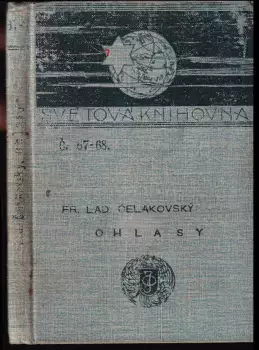 SVĚTOVÁ KNIHOVNA
Č. 67-68.
FR. LAD. ČELAKOVSKÝ
OHLASY